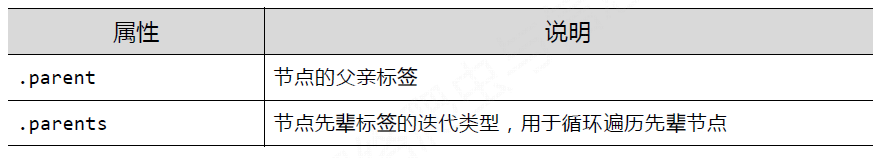 属性 说明
.parent 节点的父亲标签
.parents 节点先辈标签的迭代类型，用于循环遍历先辈节点